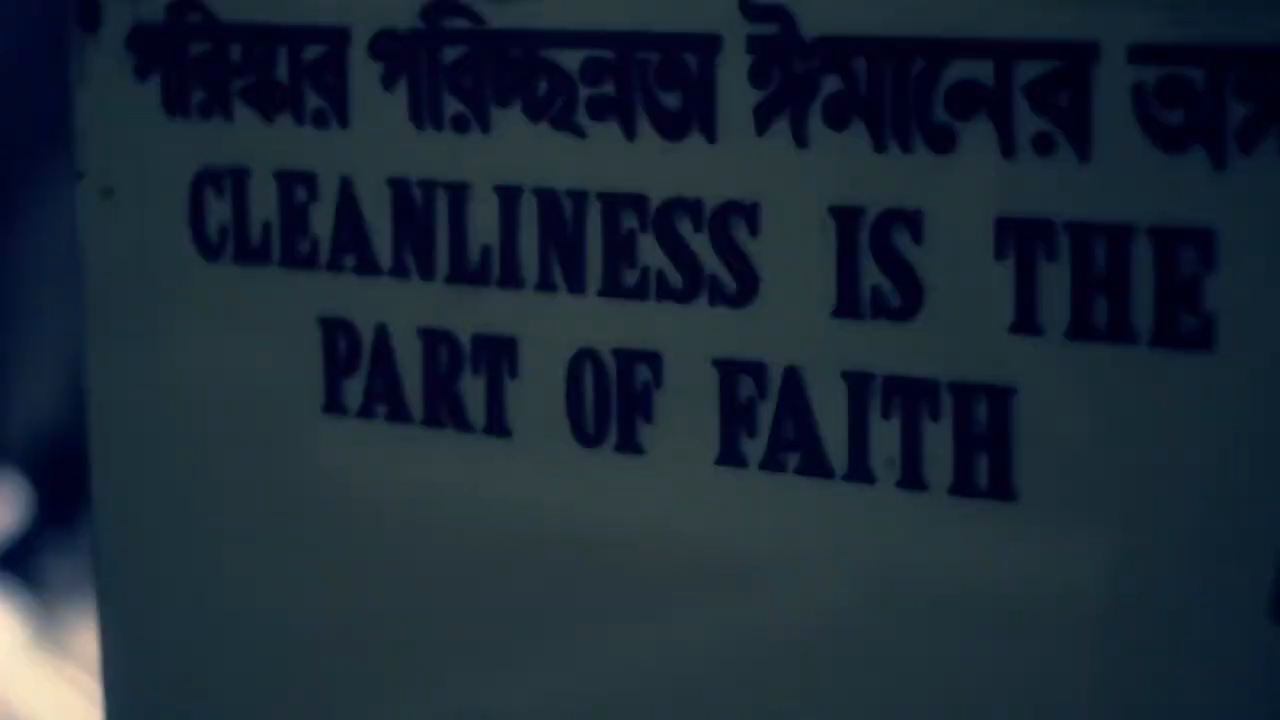 পরিস্কার পরিচ্ছন্নতা ঈমানের
CLEANLINESS IS THE
PART OF FAITH